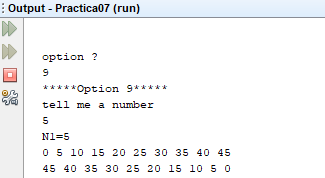 Output - Practica07 (run)
option ?
9
*****Option 9*****
tell me a number
5
N1=5
0 5 10 15 20 25 30 35 40 45
45 40 35 30 25 20 15 10 5 0